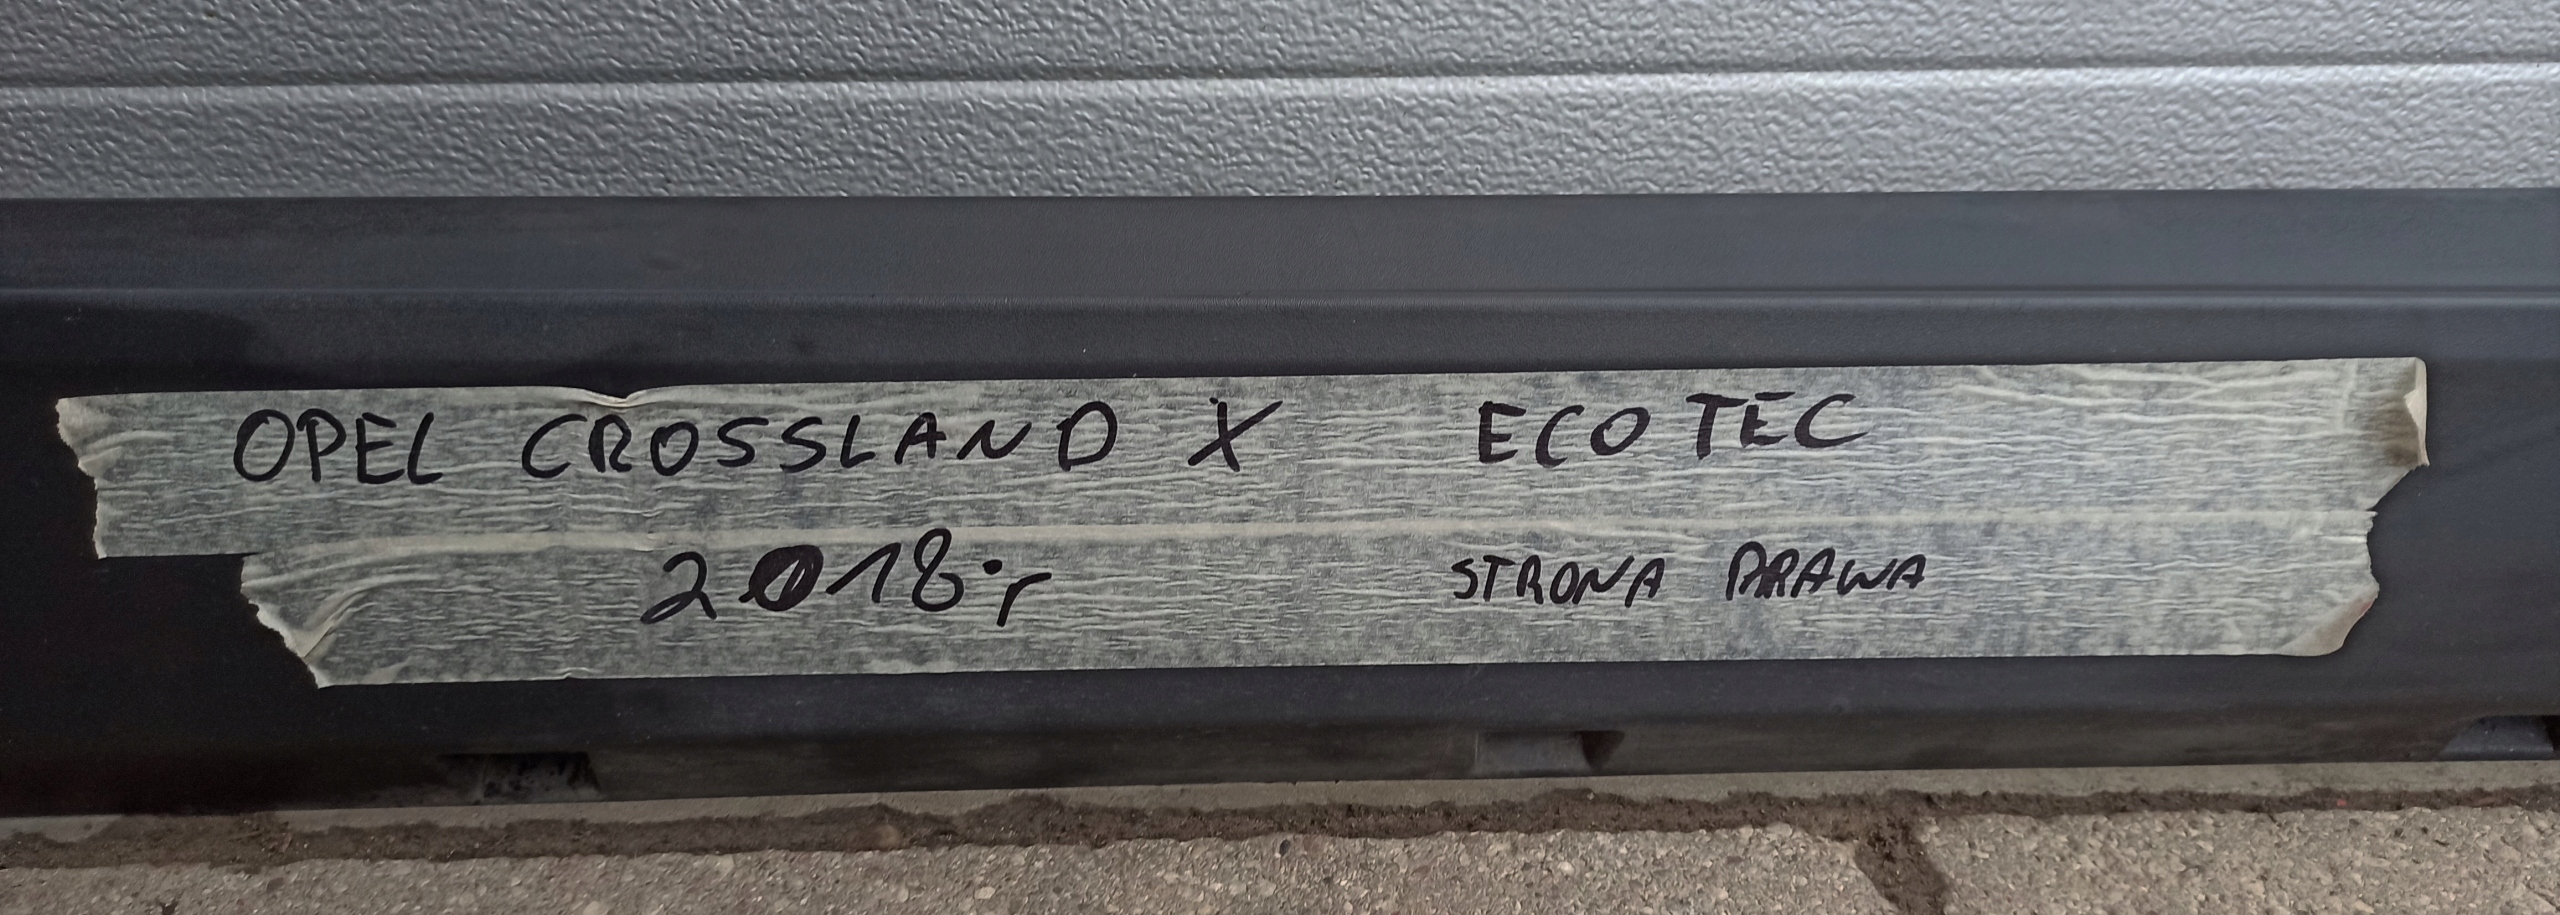 OPEL CROSSLAND X ECOTEC
2018r STRONA PRAWA